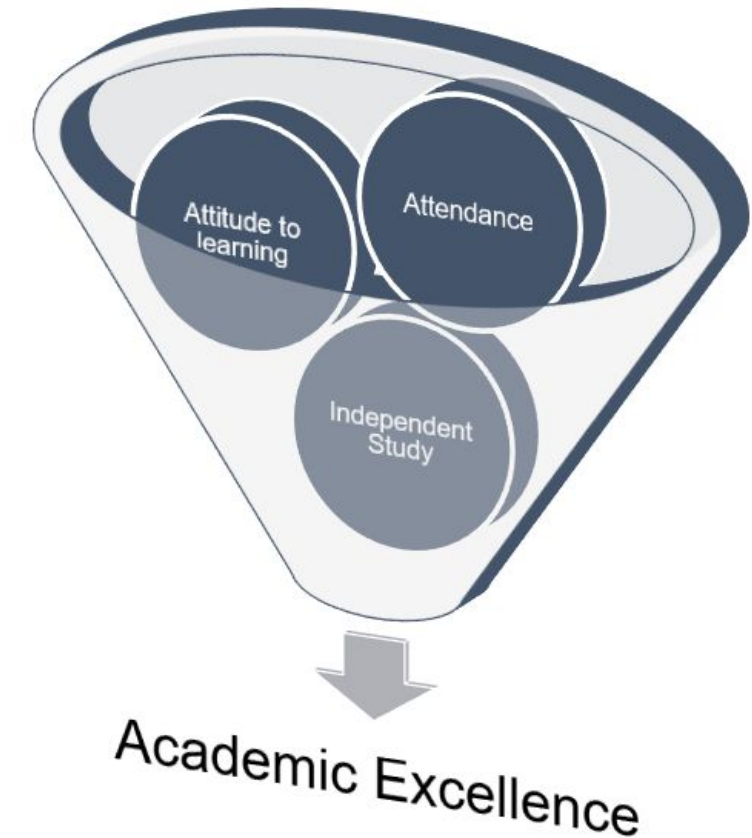 Attitude to
learning
Attendance
Independent
Study
Academic Excellence